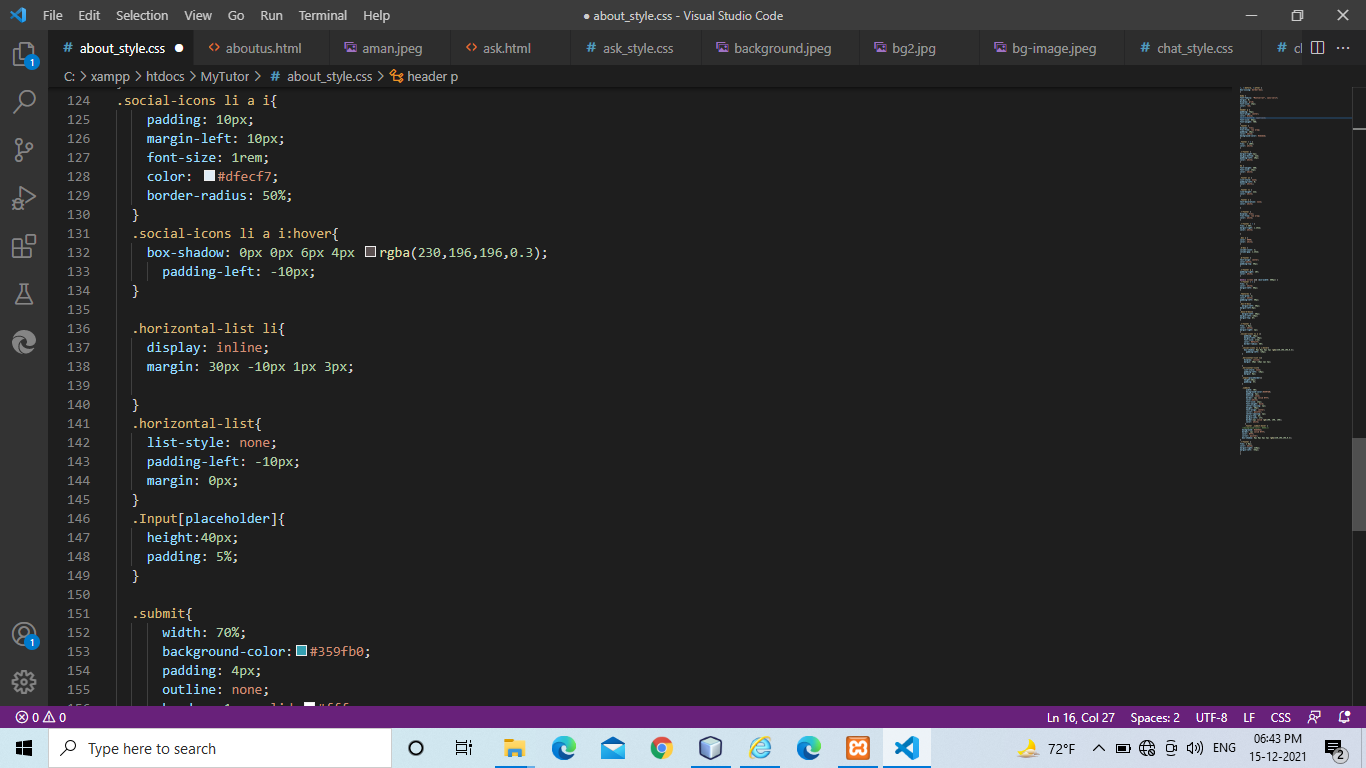 File Edit Selection View Go Run Terminal Help ● about_style.css - Visual Studio Code
# about_style.css ● <> aboutus.html aman.jpeg <> ask.html # ask_style.css background.jpeg bg2.jpg bg-image.jpeg # chat_style.css # cl ···
1
C: > xampp > htdocs > MyTutor > # about_style.css > header p
124 .social-icons li a i{
125 padding: 10px;
126 margin-left: 10px;
127 font-size: 1rem;
128 color: #dfecf7;
129 border-radius: 50%;
130 }
131 .social-icons li a i:hover{
132 box-shadow: 0px 0px 6px 4px rgba(230,196,196,0.3);
133 padding-left: -10px;
134 }
135
136 .horizontal-list li{
137 display: inline;
138 margin: 30px -10px 1px 3px;
139
140 }
141 .horizontal-list{
142 list-style: none;
143 padding-left: -10px;
144 margin: 0px;
145 }
146 .Input[placeholder]{
147 height:40px;
148 padding: 5%;
149 }
150
151 .submit{
152 width: 70%;
153 background-color:#359fb0;
154 padding: 4px;
155 outline: none;
1
0 0 Ln 16, Col 27 Spaces: 2 UTF-8 LF CSS
Type here to search 72°F ENG 06:43 PM
15-12-2021 2